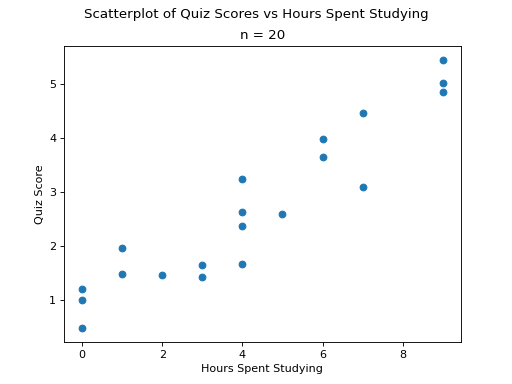 Scatterplot of Quiz Scores vs Hours Spent Studying
n = 20
5
4
3
2
1
Quiz Score
0 2 4 6 8
Hours Spent Studying